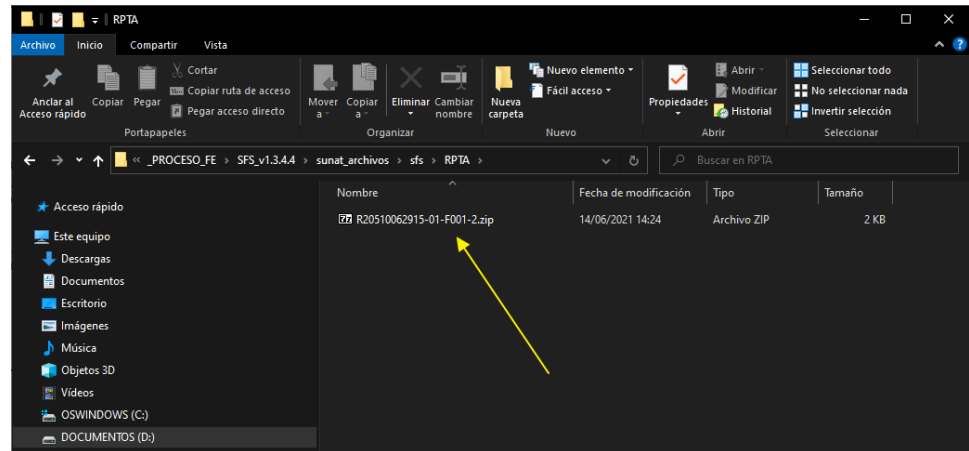 RPTA
Archivo Inicio Compartir Vista
Anclar al Acceso rápido
Copiar
Pegar
Cortar
Copiar ruta de acceso
Pegar acceso directo
Portapapeles
Mover a
Copiar a
Eliminar
Cambiar nombre
Organizar
Nueva carpeta
Nuevo elemento
Fácil acceso
Nuevo
Propiedades
Abrir
Modificar
Historial
Abrir
Seleccionar todo
No seleccionar nada
Invertir selección
Seleccionar
« _PROCESO_FE > SFS_v1.3.4.4 > sunat_archivos > sfs > RPTA >
Buscar en RPTA
Nombre Fecha de modificación Tipo Tamaño
R20510062915-01-F001-2.zip 14/06/2021 14:24 Archivo ZIP 2 KB
Acceso rápido
Este equipo
Descargas
Documentos
Escritorio
Imágenes
Música
Objetos 3D
Vídeos
OSWINDOWS (C:)
DOCUMENTOS (D:)